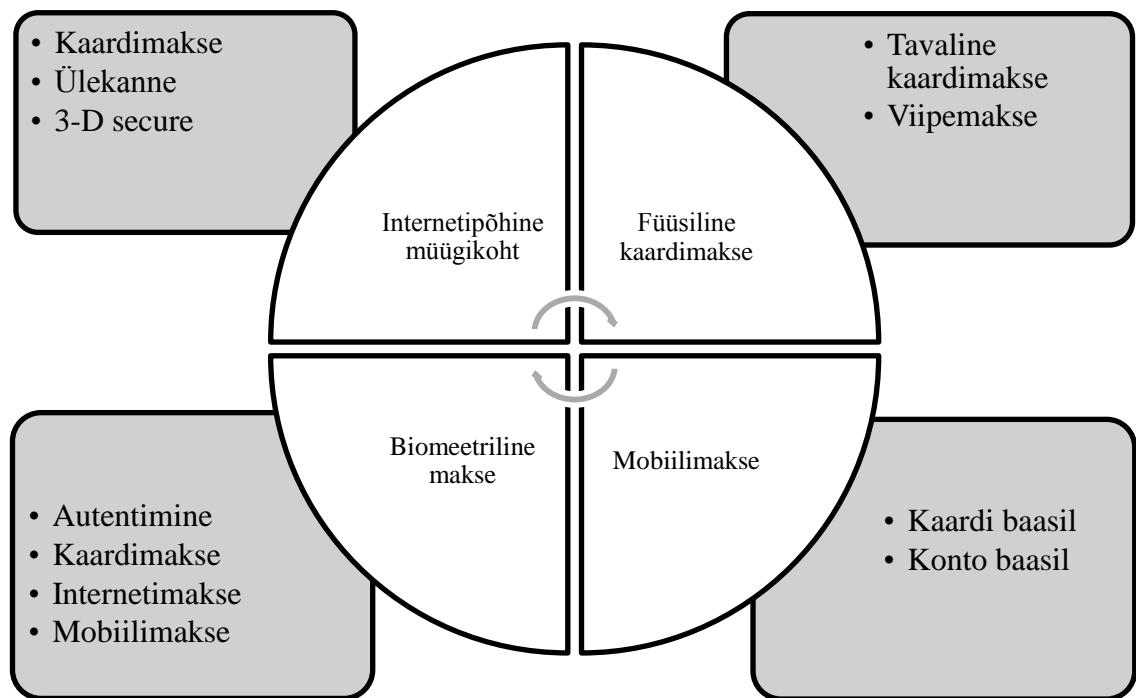 • Kaardimakse
• Ülekanne
• 3-D secure
• Tavaline
kaardimakse
• Viipemakse
Internetipõhine
müügikoht
Füüsiline
kaardimakse
Biomeetriline
makse
Mobiilimakse
• Autentimine
• Kaardimakse
• Internetimakse
• Mobiilimakse
• Kaardi baasil
• Konto baasil